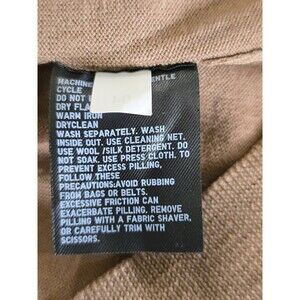 MACHINE GENTLE
CYCLE
DO NOT
DRY FLA
WARM IRON
DRYCLEAN
WASH SEPARATELY. WASH
INSIDE OUT. USE CLEANING NET.
USE WOOL/SILK DETERGENT. DO
NOT SOAK. USE PRESS CLOTH. TO
PREVENT EXCESS PILLING,
FOLLOW THESE
PRECAUTIONS:AVOID RUBBING
FROM BAGS OR BELTS.
EXCESSIVE FRICTION CAN
EXACERBATE PILLING. REMOVE
PILLING WITH A FABRIC SHAVER,
OR CAREFULLY TRIM WITH
SCISSORS.